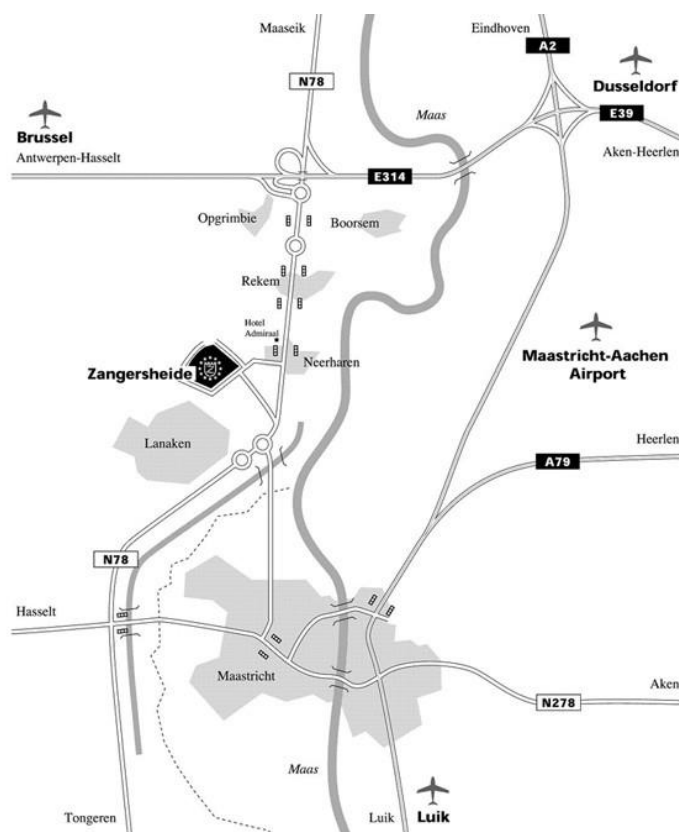 Maaseik
Eindhoven
A2
N78
Dusseldorf
Maas
E39
Brussel
Antwerpen-Hasselt
Aken-Heerlen
E314
Opgrimbie
Boorsem
Rekem
Hotel
Admiraal
Neerharen
Zangersheide
Z
Maastricht-Aachen
Airport
Lanaken
Heerlen
A79
N78
Hasselt
Maastricht
Aken
N278
Maas
Tongeren
Luik
Luik